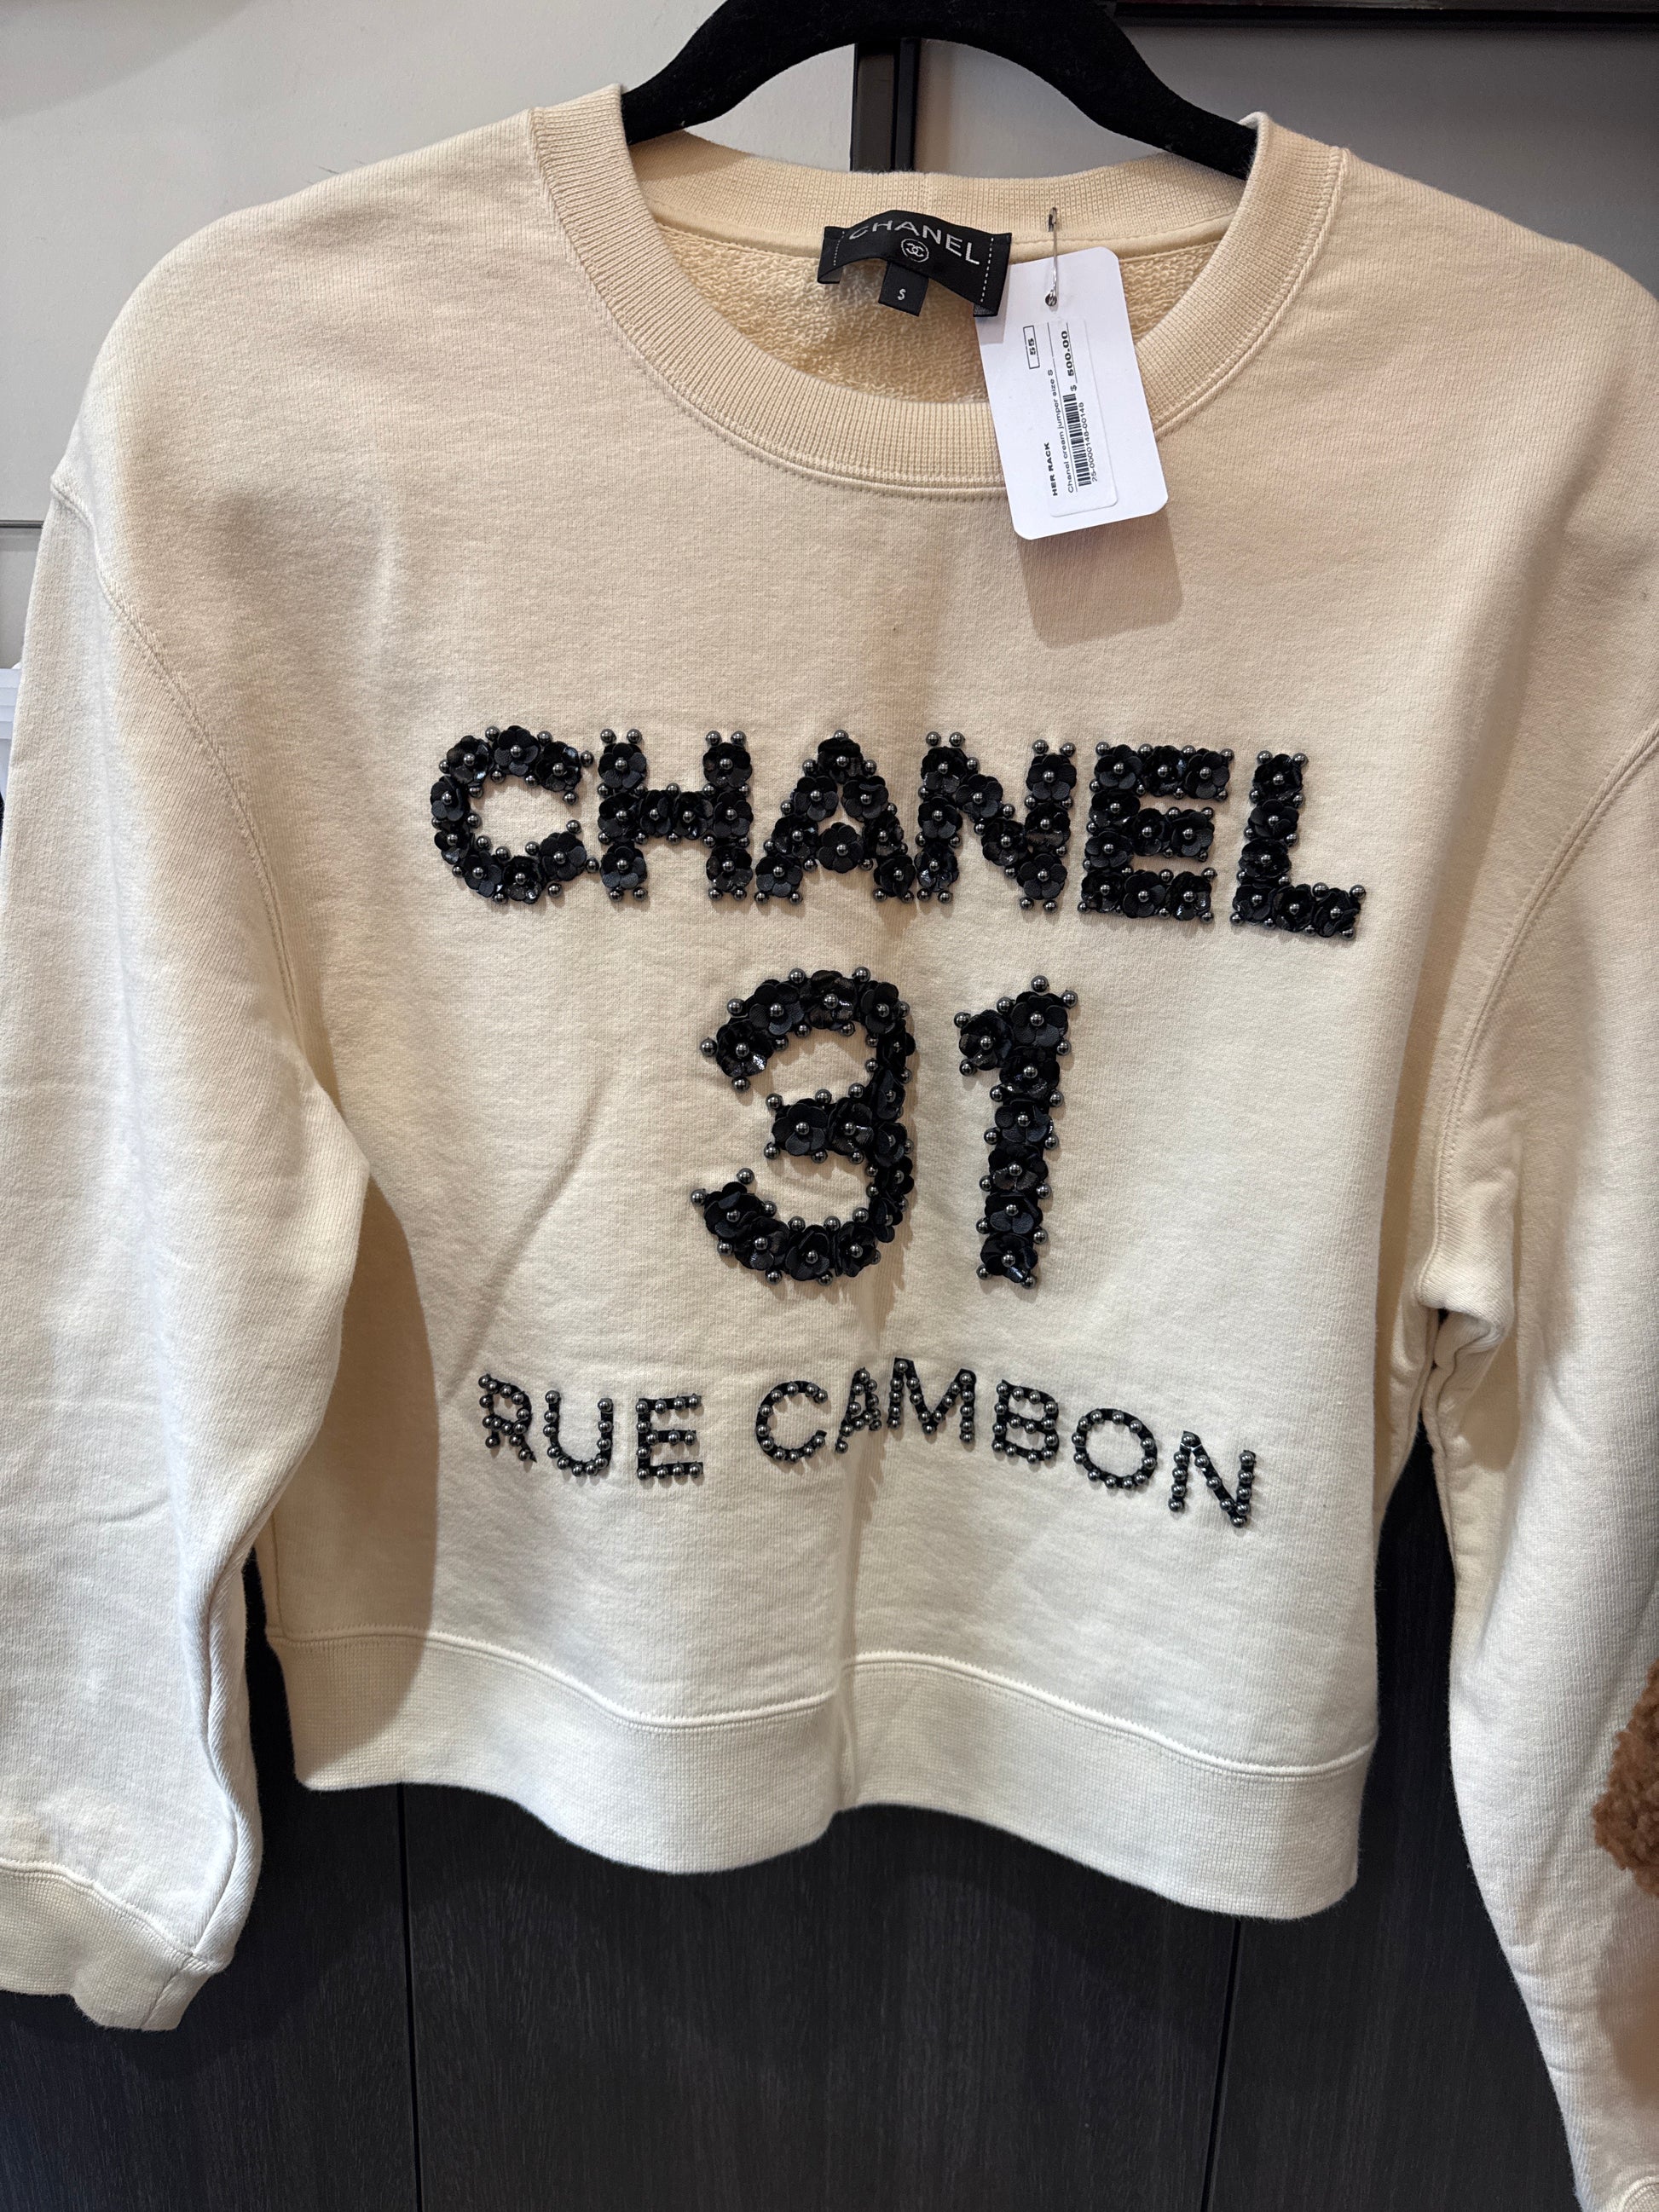 CHANEL
S
HER RACK
55
Chanel cream jumper size S
$ 500.00
CHANEL
31
RUE CAMBON